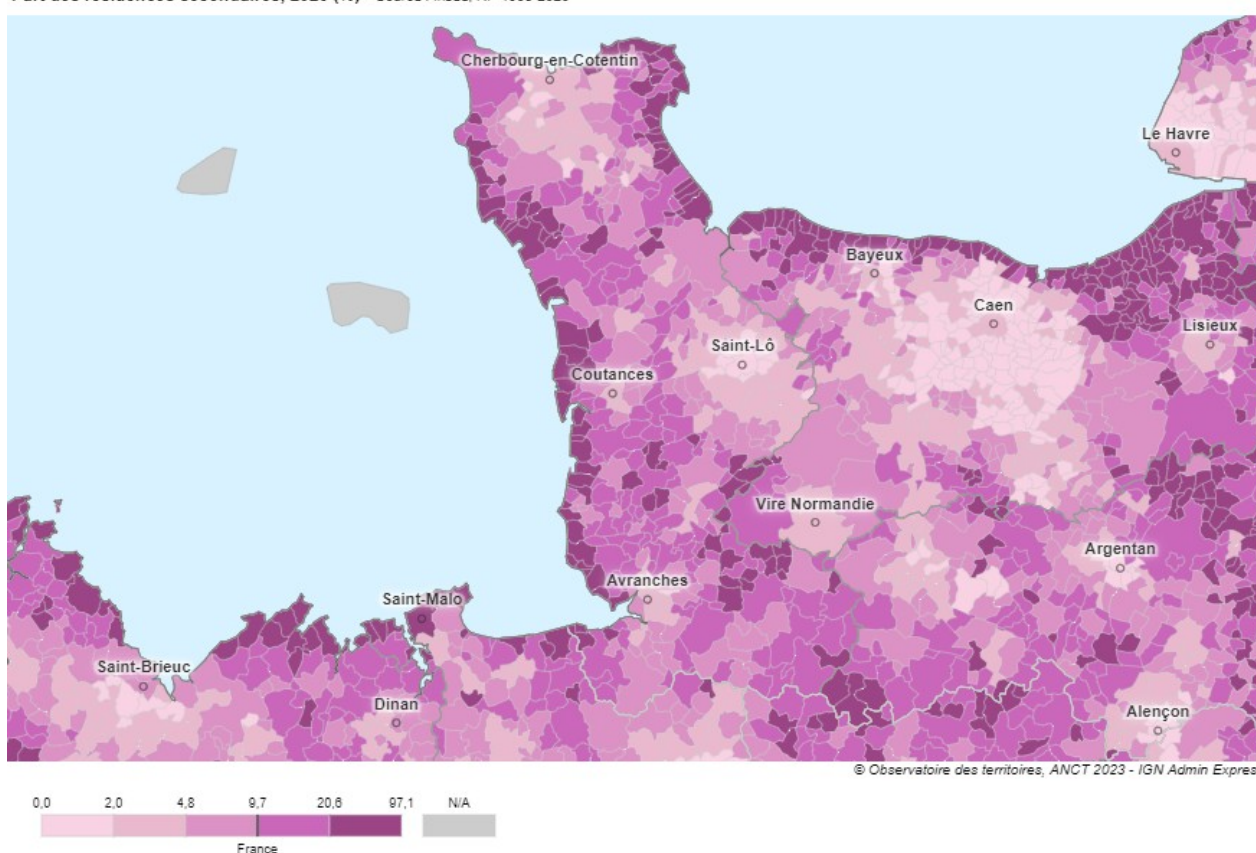 Cherbourg-en-Cotentin
Le Havre
Bayeux
Caen
Lisieux
Saint-Lô
Coutances
Vire Normandie
Argentan
Avranches
Saint-Malo
Saint-Brieuc
Dinan
Alençon
© Observatoire des territoires, ANCT 2023 - IGN Admin Expres
0,0 2,0 4,8 9,7 20,6 97,1 N/A
France